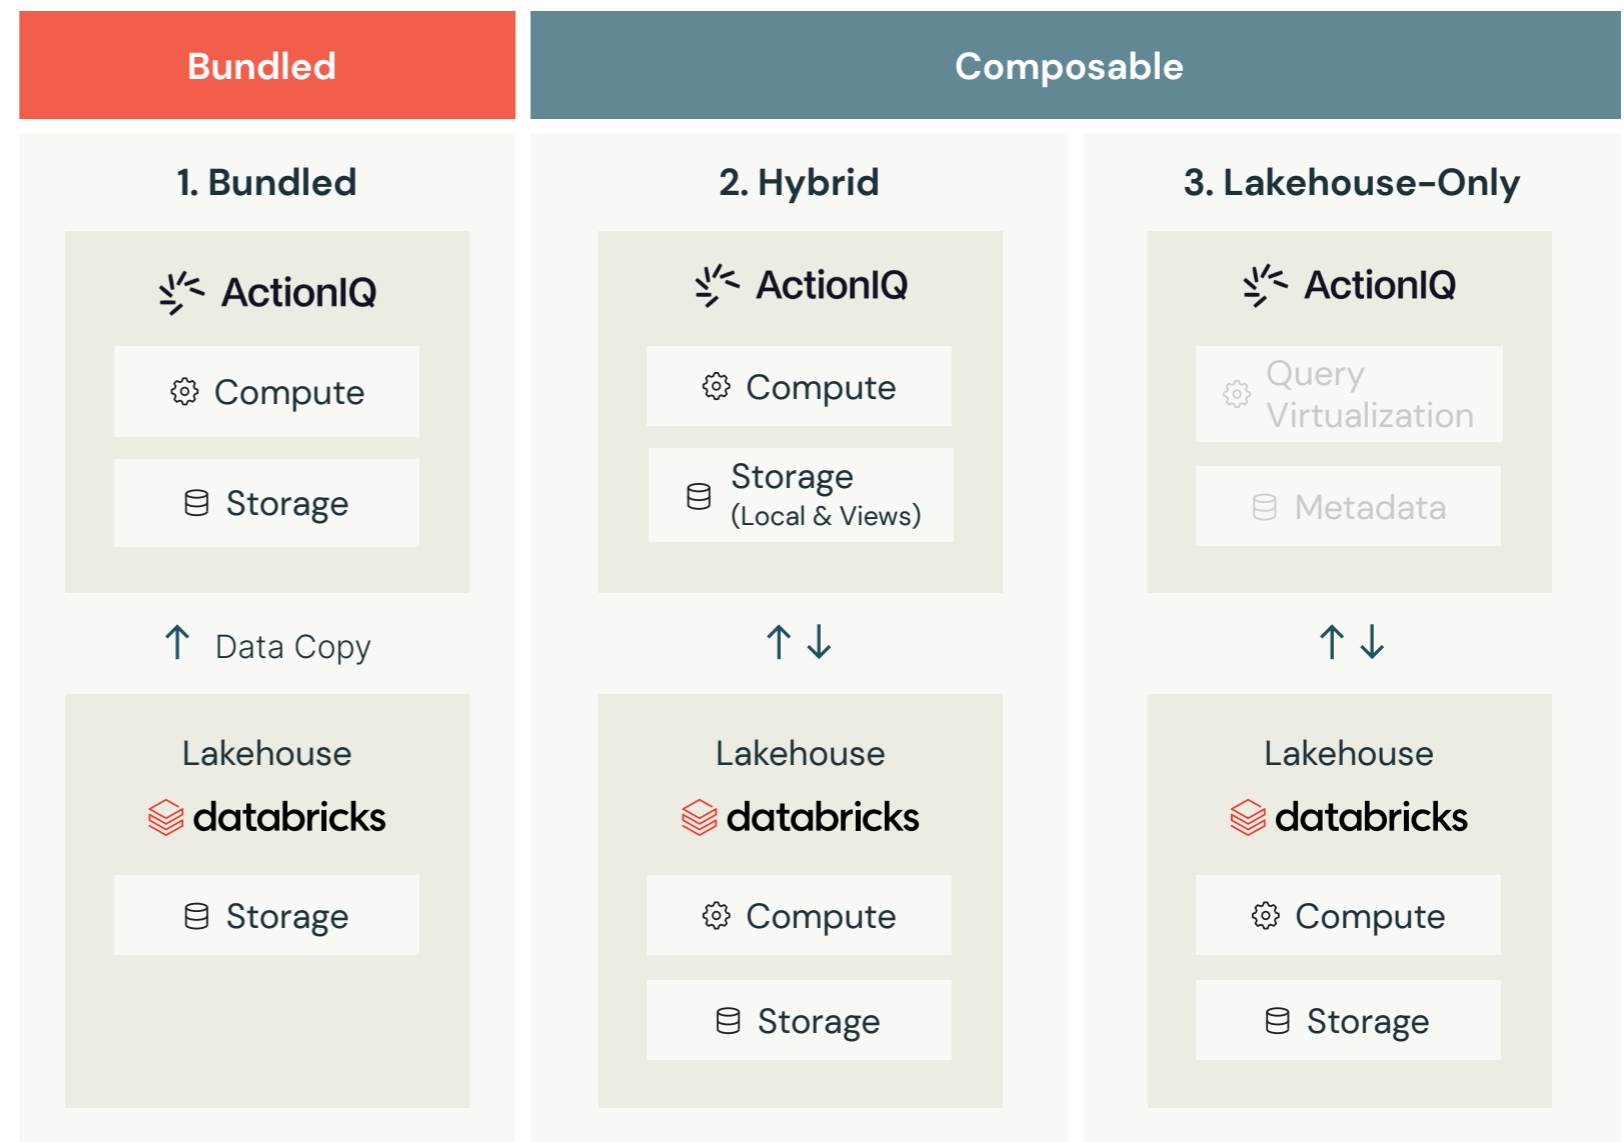 Bundled
Composable
1. Bundled
ActionIQ
Compute
Storage
Data Copy
Lakehouse
databricks
Storage
2. Hybrid
ActionIQ
Compute
Storage
(Local & Views)
Lakehouse
databricks
Compute
Storage
3. Lakehouse-Only
ActionIQ
Query
Virtualization
Metadata
Lakehouse
databricks
Compute
Storage